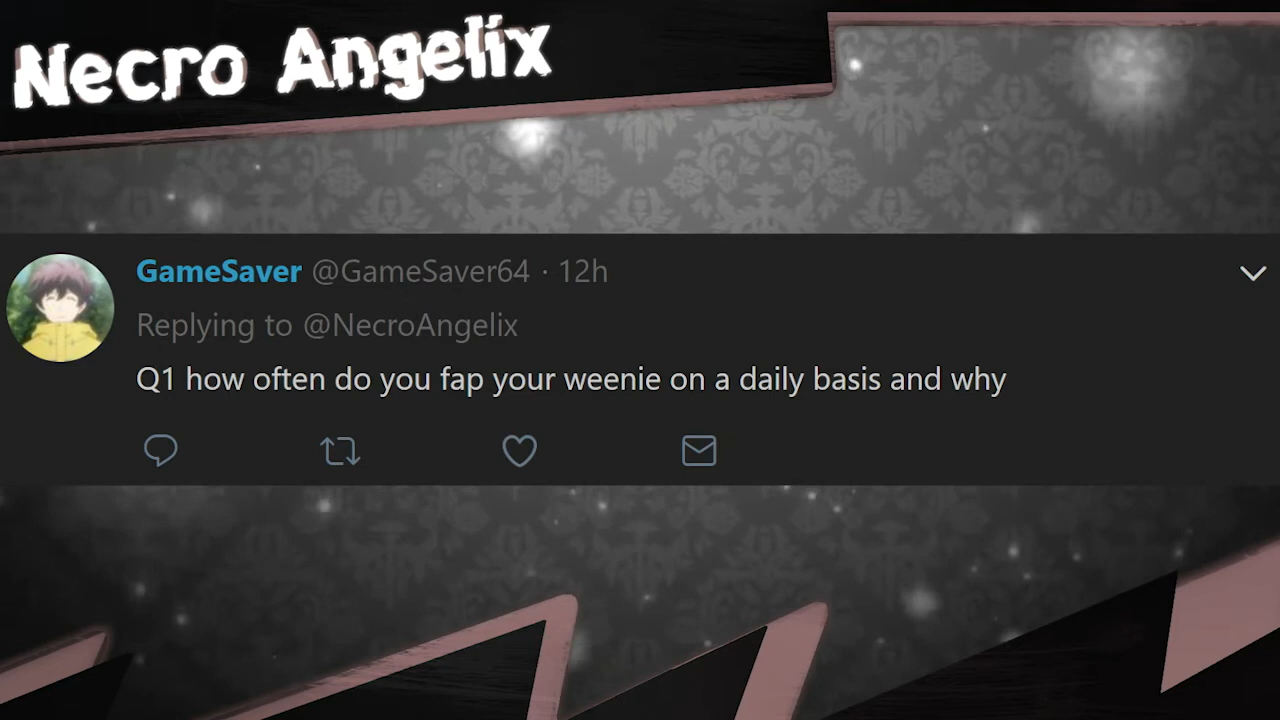 Necro Angelix
GameSaver @GameSaver64 · 12h
Replying to @NecroAngelix
Q1 how often do you fap your weenie on a daily basis and why